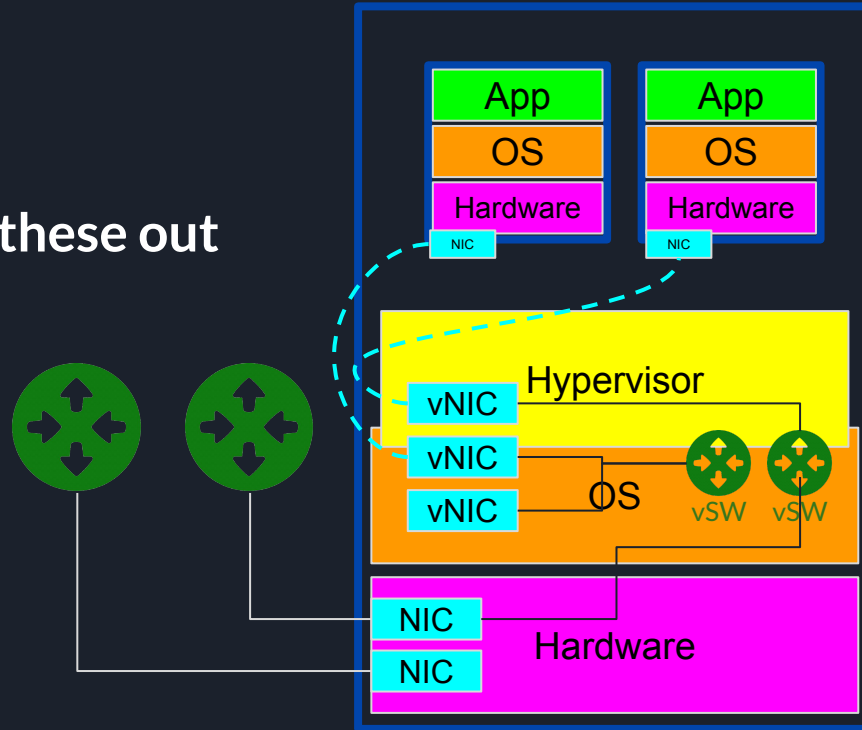 these out
App
OS
Hardware
NIC
App
OS
Hardware
NIC
Hypervisor
vNIC
vNIC
vNIC
OS
vSW
vSW
NIC
NIC
Hardware